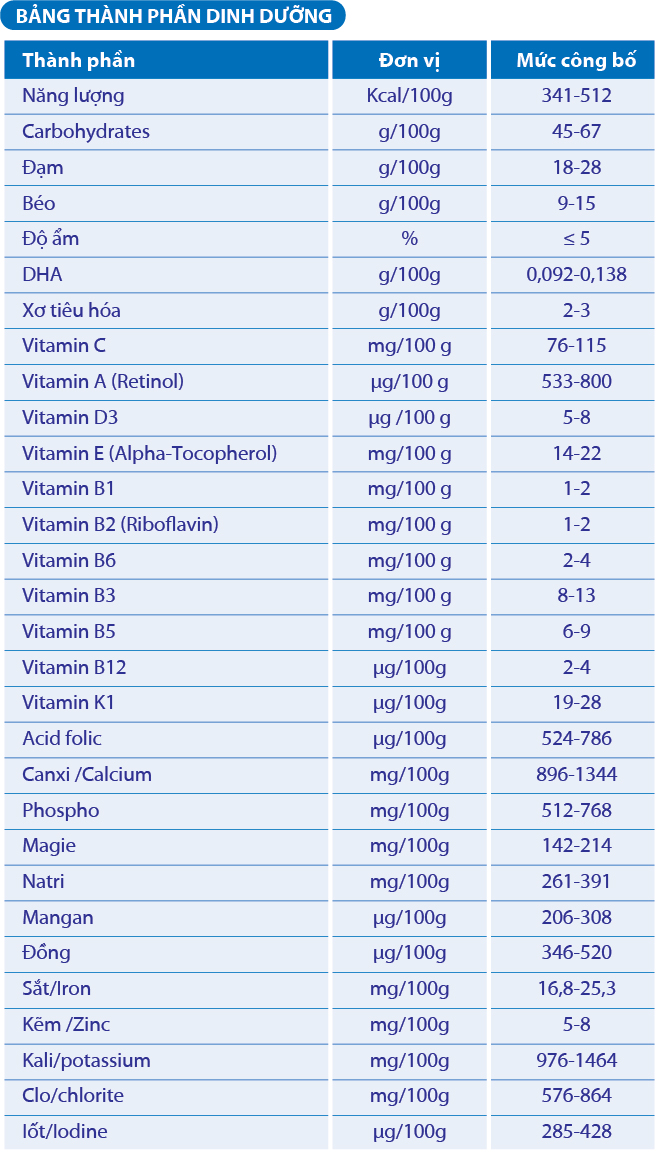 BẢNG THÀNH PHẦN DINH DƯỠNG
Thành phần Đơn vị Mức công bố
Năng lượng Kcal/100g 341-512
Carbohydrates g/100g 45-67
Đạm g/100g 18-28
Béo g/100g 9-15
Độ ẩm % ≤ 5
DHA g/100g 0,092-0,138
Xơ tiêu hóa g/100g 2-3
Vitamin C mg/100 g 76-115
Vitamin A (Retinol) µg/100 g 533-800
Vitamin D3 µg /100 g 5-8
Vitamin E (Alpha-Tocopherol) mg/100 g 14-22
Vitamin B1 mg/100 g 1-2
Vitamin B2 (Riboflavin) mg/100 g 1-2
Vitamin B6 mg/100 g 2-4
Vitamin B3 mg/100 g 8-13
Vitamin B5 mg/100 g 6-9
Vitamin B12 µg/100g 2-4
Vitamin K1 µg/100g 19-28
Acid folic µg/100g 524-786
Canxi /Calcium mg/100g 896-1344
Phospho mg/100g 512-768
Magie mg/100g 142-214
Natri mg/100g 261-391
Mangan µg/100g 206-308
Đồng µg/100g 346-520
Sắt/Iron mg/100g 16,8-25,3
Kẽm /Zinc mg/100g 5-8
Kali/potassium mg/100g 976-1464
Clo/chlorite mg/100g 576-864
Iốt/Iodine µg/100g 285-428